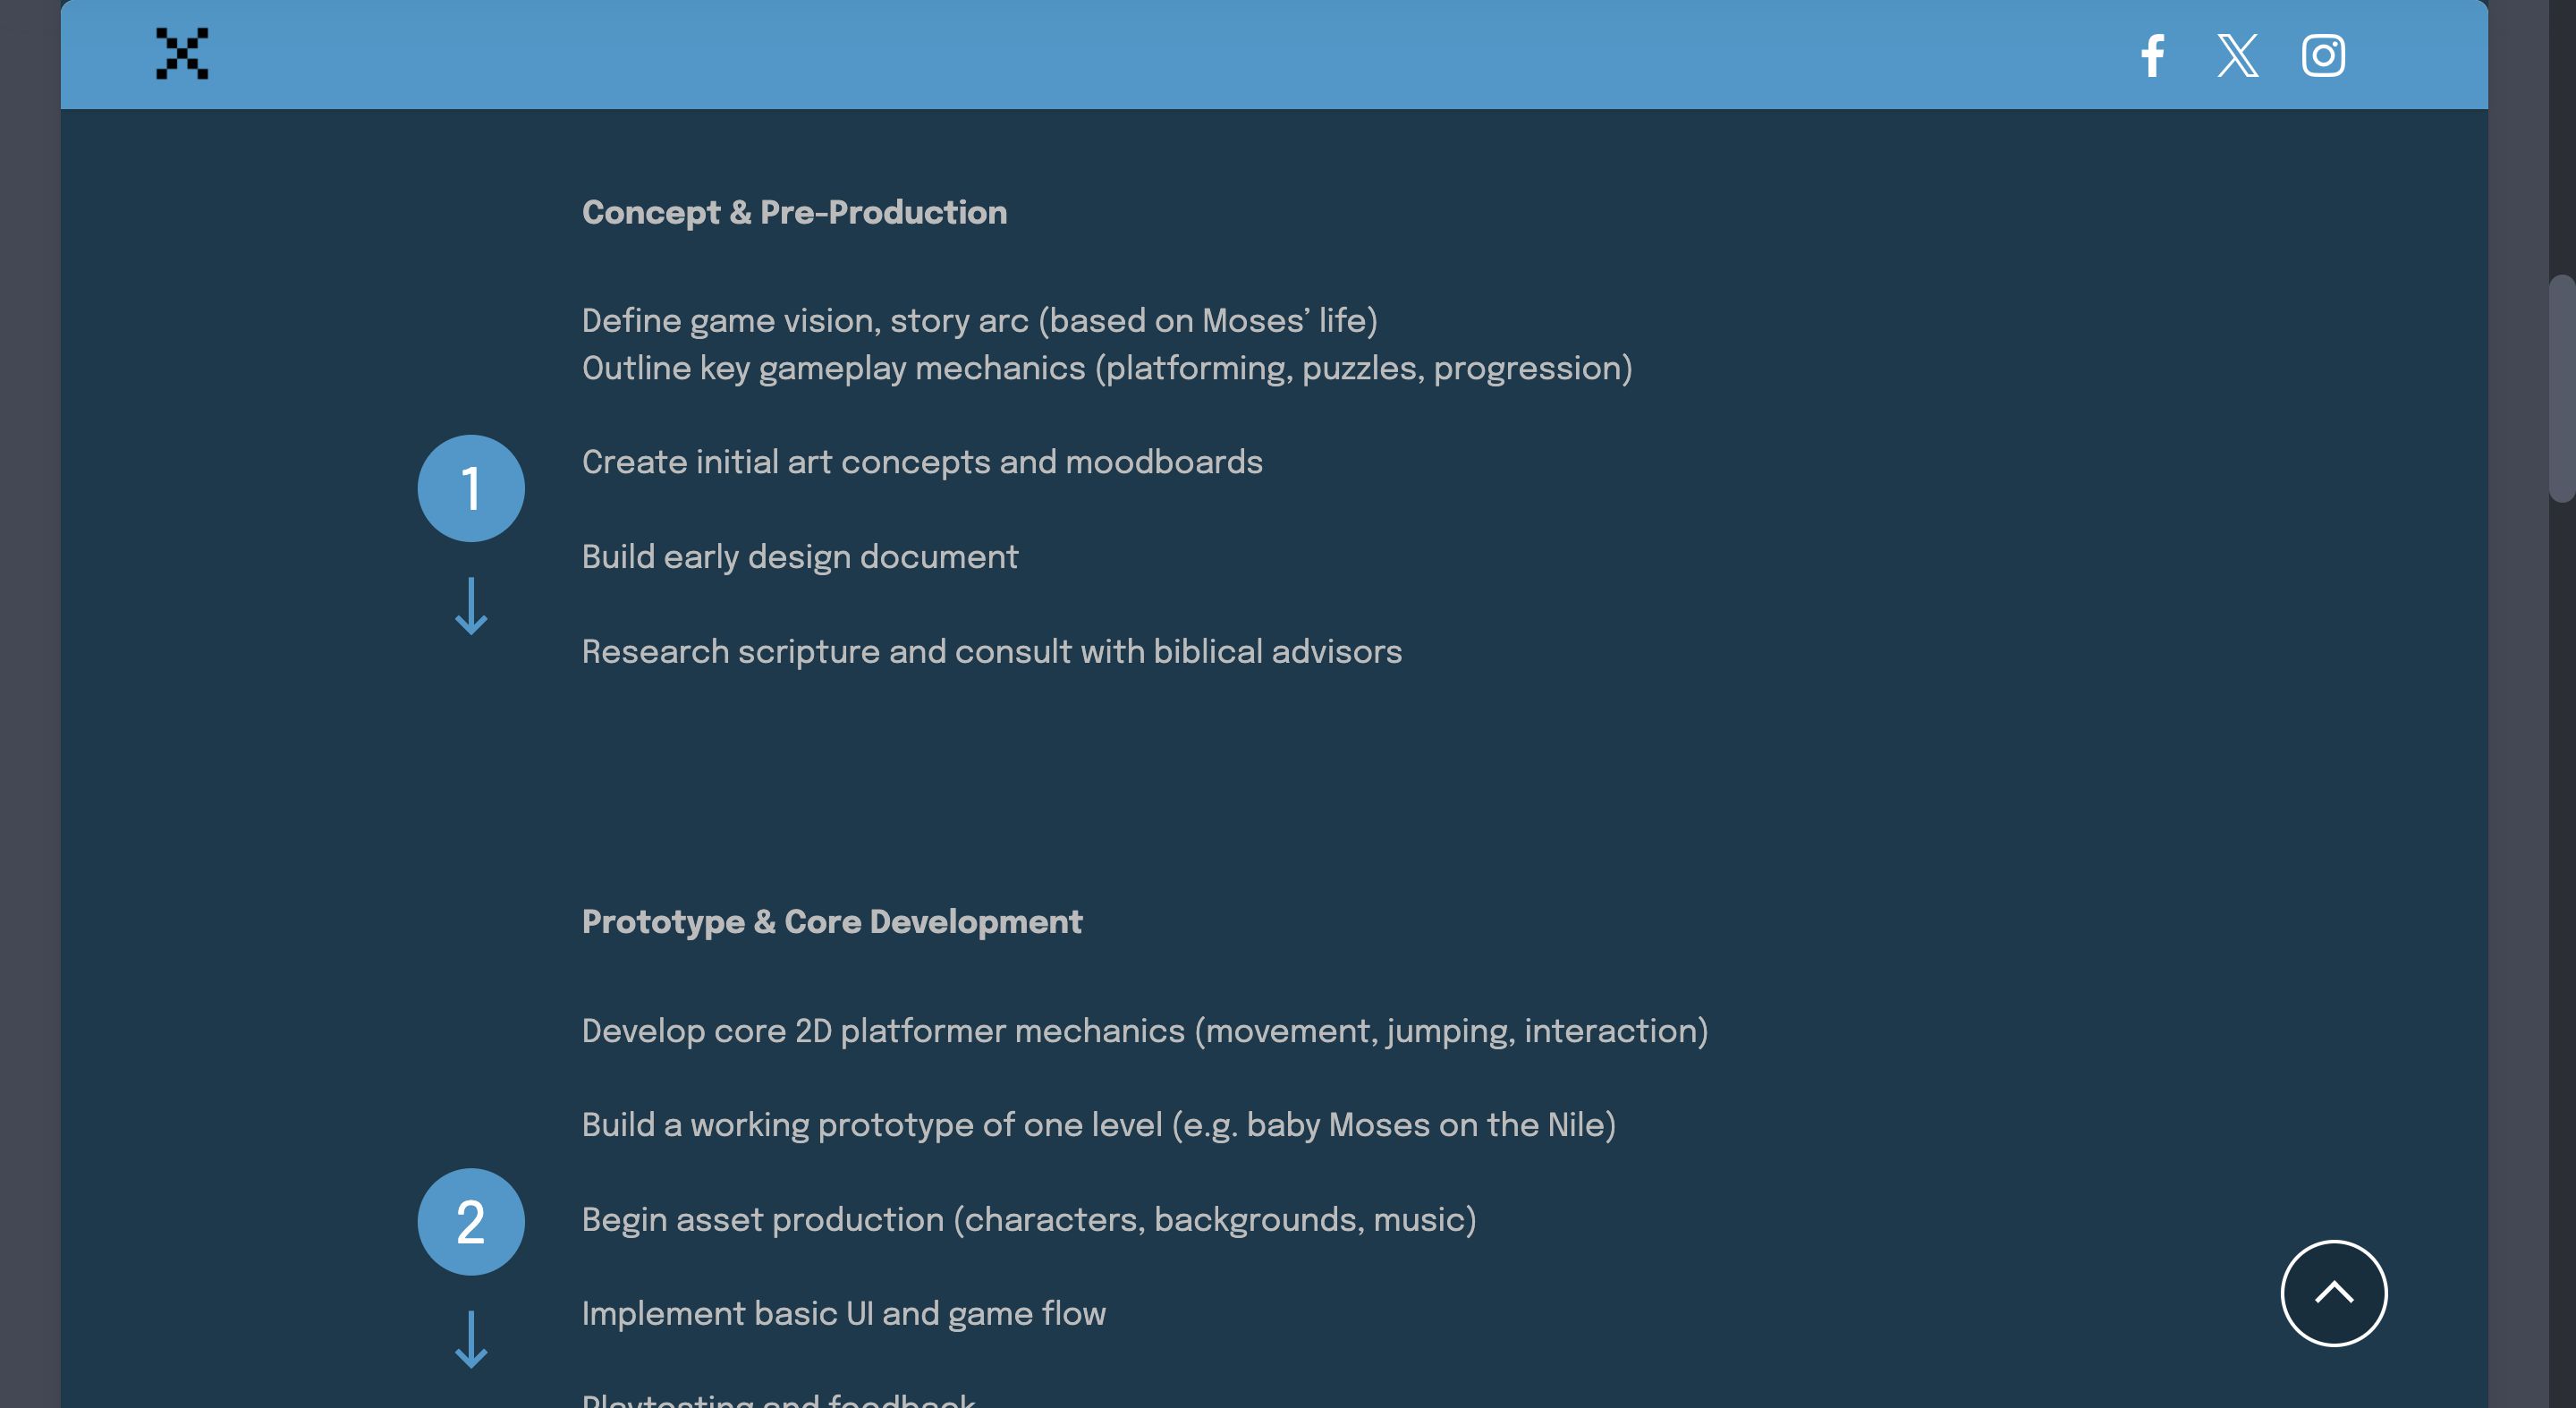 Concept & Pre-Production
Define game vision, story arc (based on Moses’ life)
Outline key gameplay mechanics (platforming, puzzles, progression)
1
Create initial art concepts and moodboards
Build early design document
Research scripture and consult with biblical advisors
Prototype & Core Development
Develop core 2D platformer mechanics (movement, jumping, interaction)
Build a working prototype of one level (e.g. baby Moses on the Nile)
2
Begin asset production (characters, backgrounds, music)
Implement basic UI and game flow
Playtesting and feedback